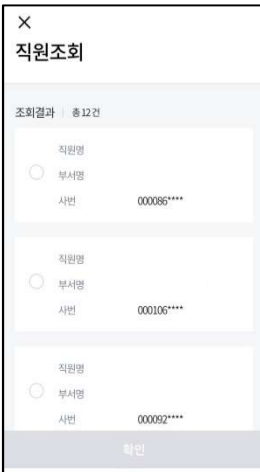 직원조회
조회결과 총 12 건
직원명
부서명
사번 000086****
직원명
부서명
사번 000106****
직원명
부서명
사번 000092****
확인